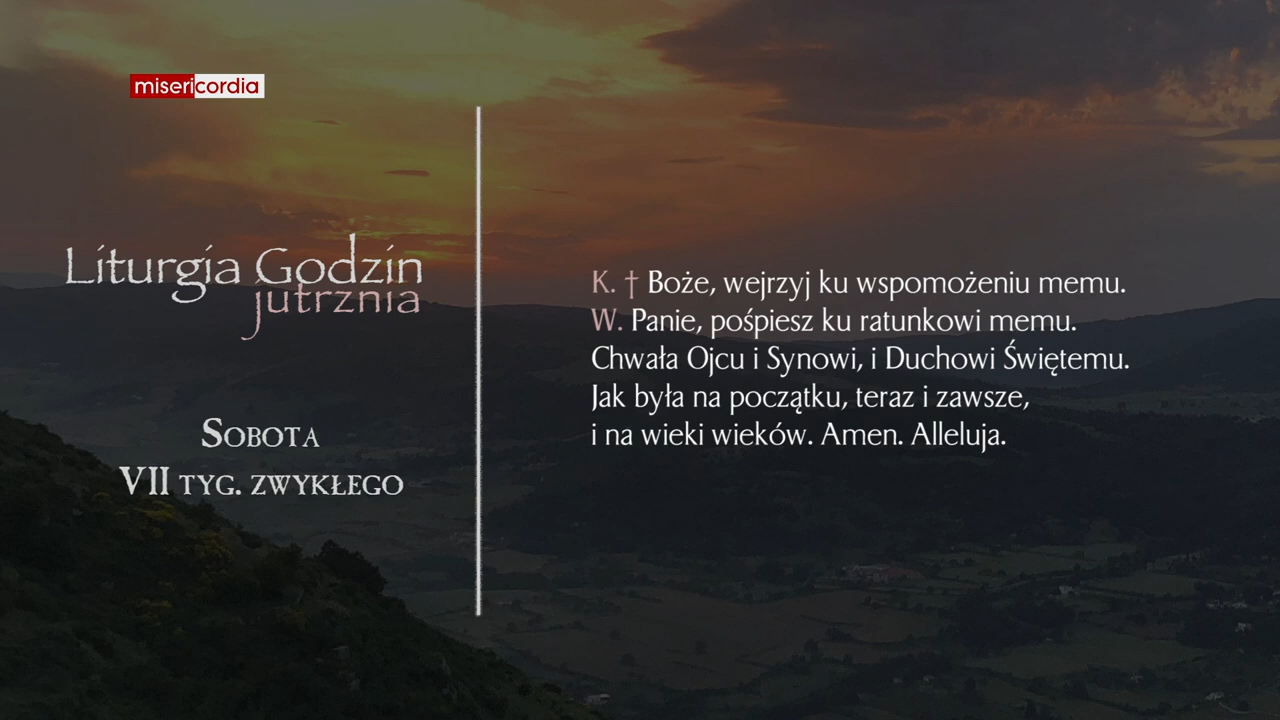 misericordia
Liturgia Godzin
jutrznia
Sobota
VII tyg. zwykłego
K. † Boże, wejrzyj ku wspomożeniu memu.
W. Panie, pośpiesz ku ratunkowi memu.
Chwała Ojcu i Synowi, i Duchowi Świętemu.
Jak była na początku, teraz i zawsze,
i na wieki wieków. Amen. Alleluja.